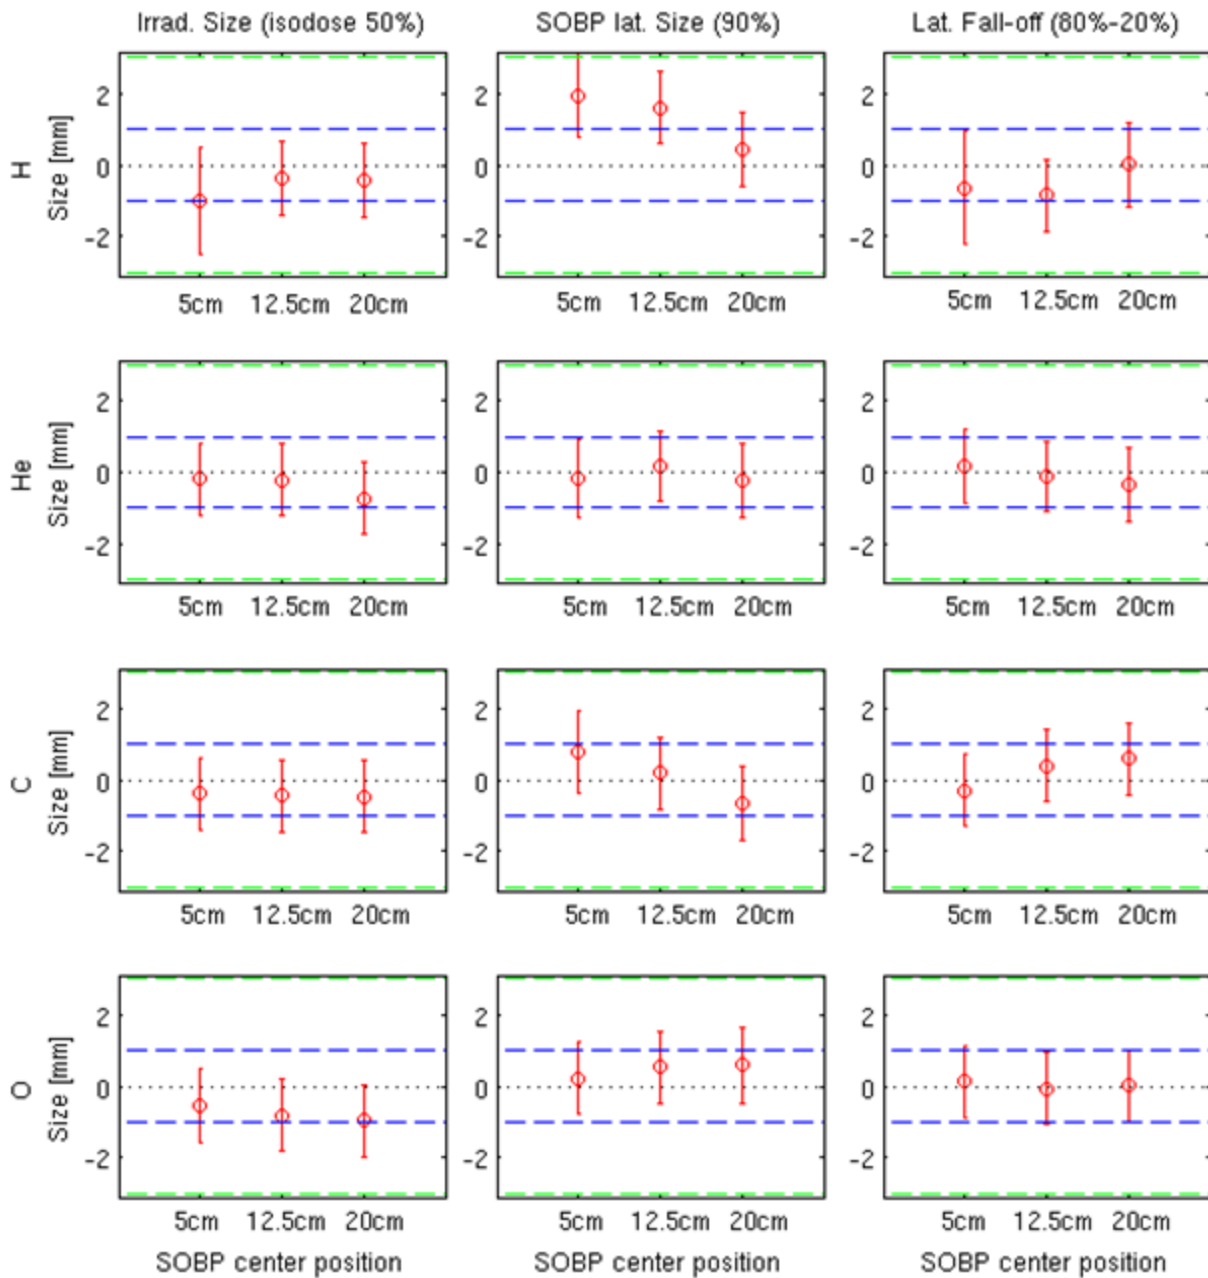 Irrad. Size (isodose 50%) SOBP lat. Size (90%) Lat. Fall-off (80%-20%)
H
Size [mm]
2 2 2
0 0 0
-2 -2 -2
5cm 12.5cm 20cm 5cm 12.5cm 20cm 5cm 12.5cm 20cm
He
Size [mm]
2 2 2
0 0 0
-2 -2 -2
5cm 12.5cm 20cm 5cm 12.5cm 20cm 5cm 12.5cm 20cm
C
Size [mm]
2 2 2
0 0 0
-2 -2 -2
5cm 12.5cm 20cm 5cm 12.5cm 20cm 5cm 12.5cm 20cm
O
Size [mm]
2 2 2
0 0 0
-2 -2 -2
5cm 12.5cm 20cm 5cm 12.5cm 20cm 5cm 12.5cm 20cm
SOBP center position SOBP center position SOBP center position